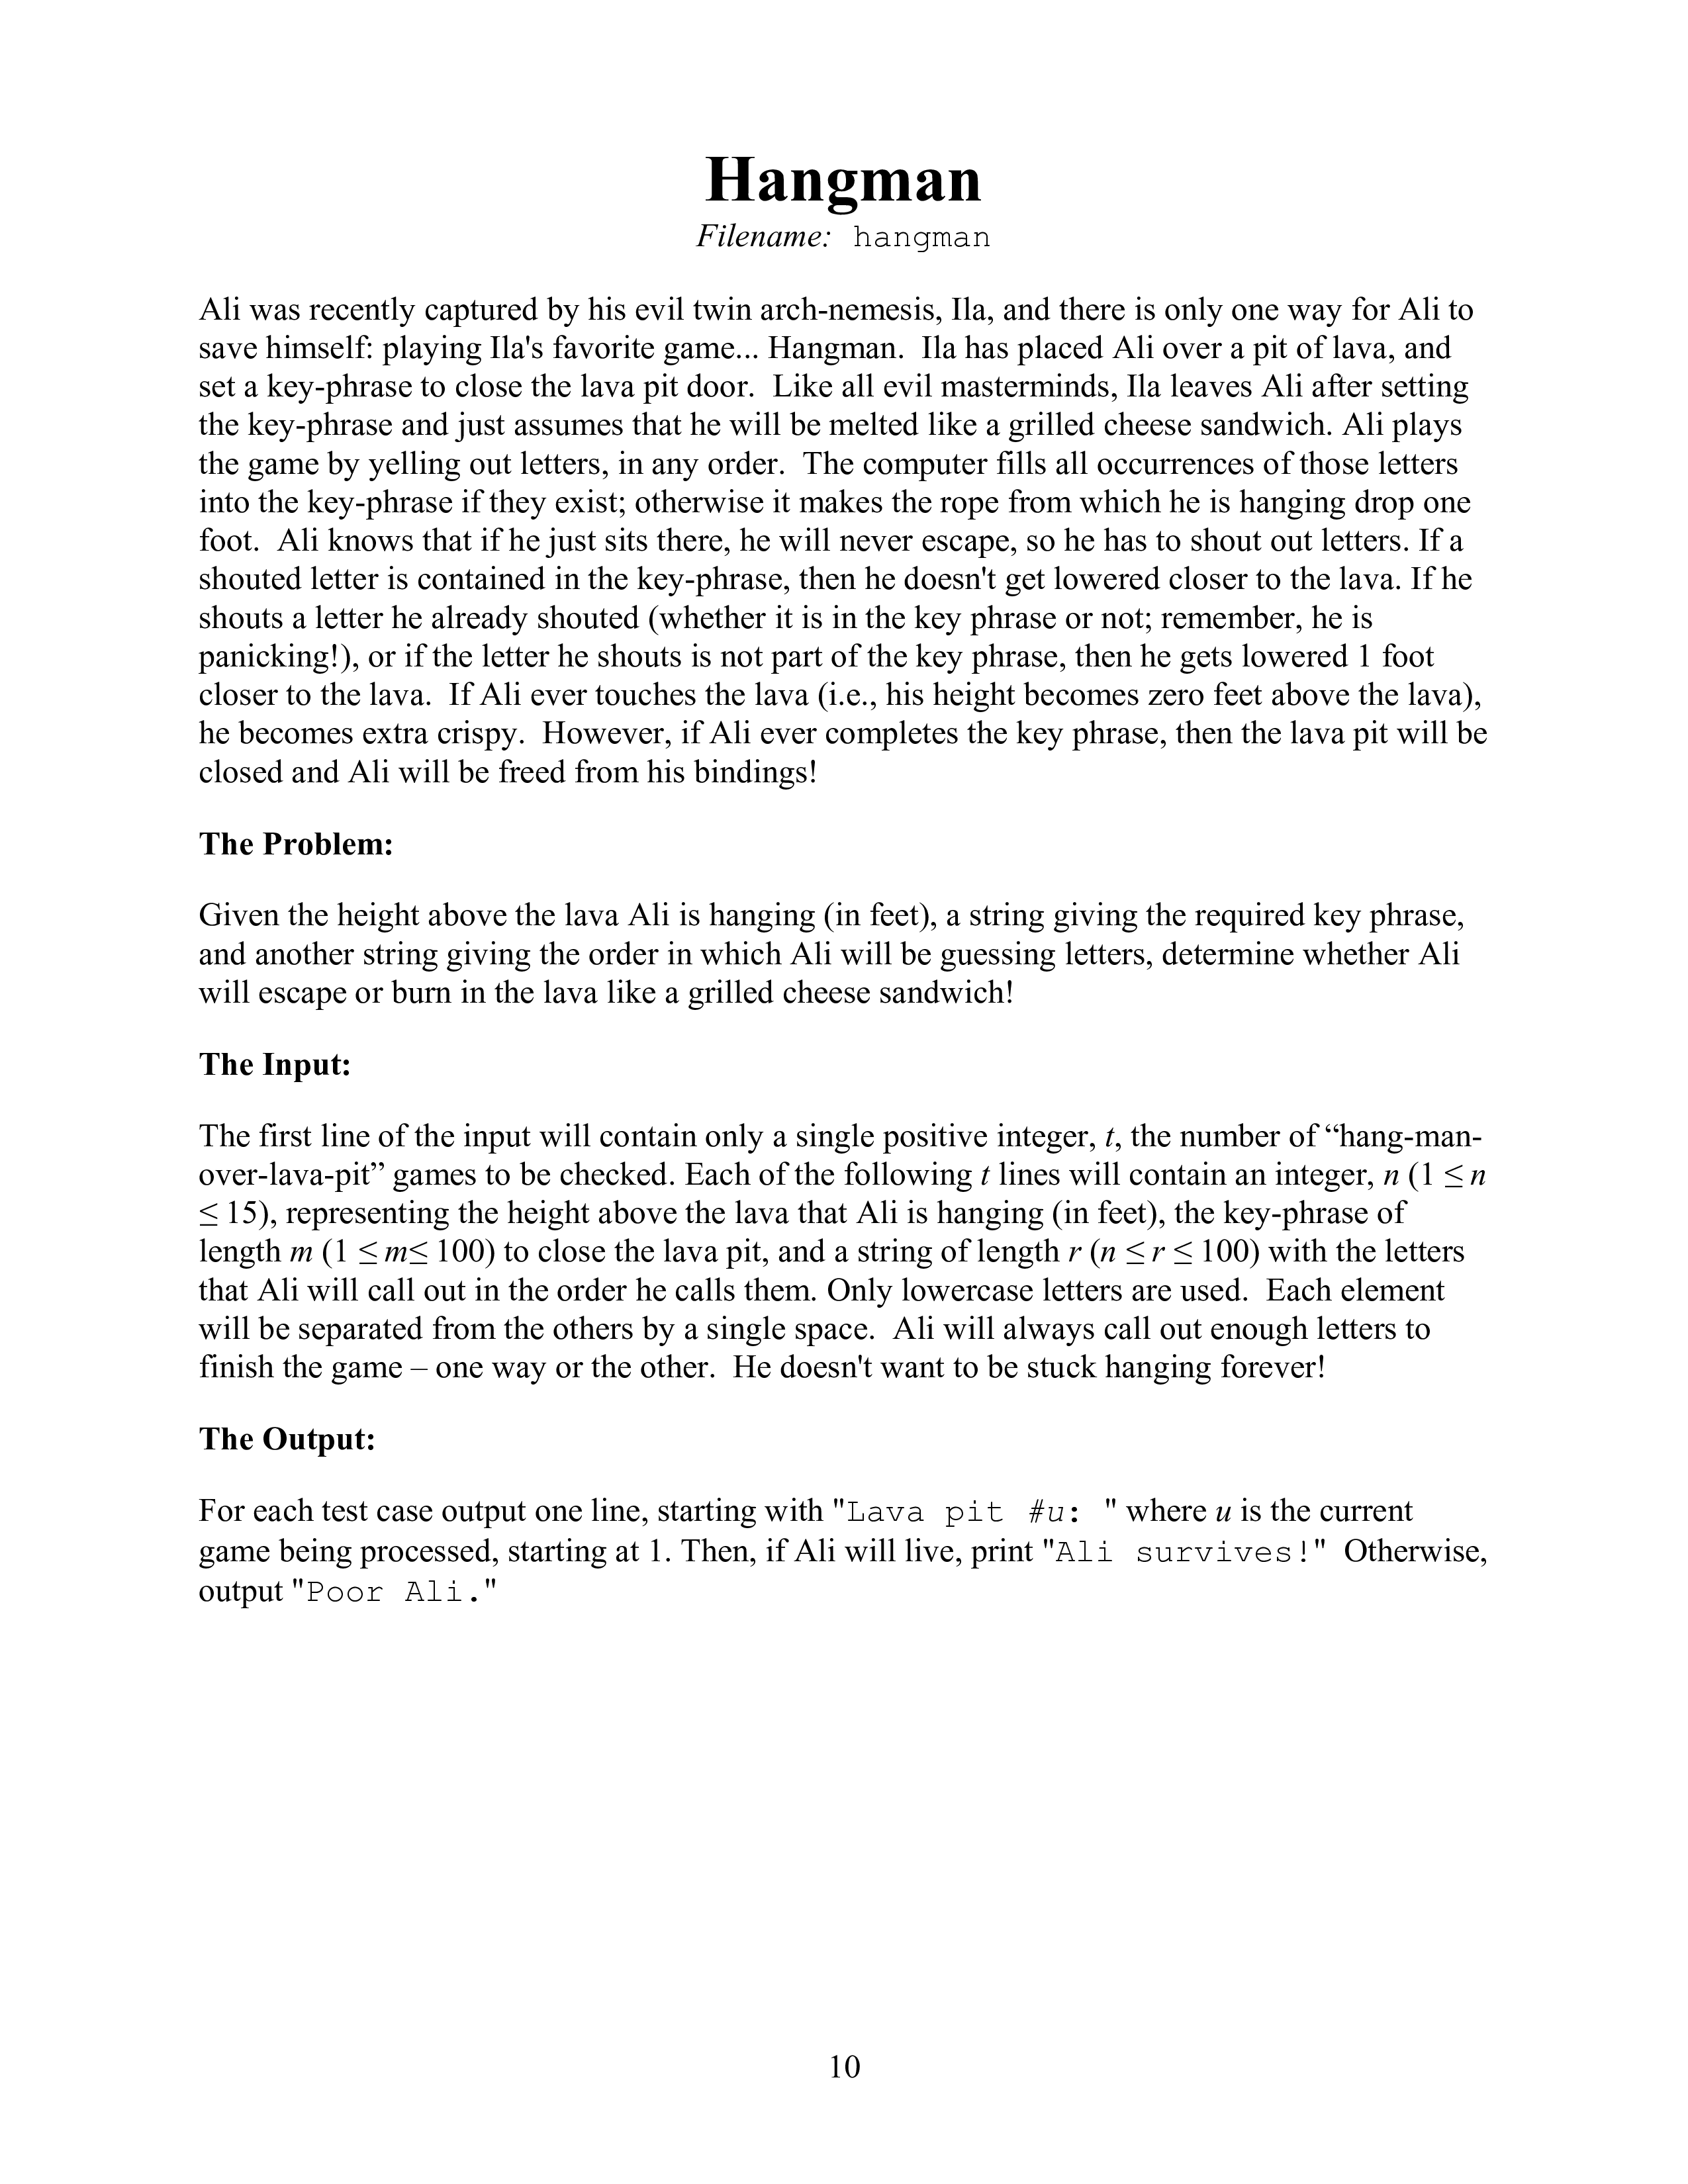 Hangman
Filename: hangman
Ali was recently captured by his evil twin arch-nemesis, Ila, and there is only one way for Ali to
save himself: playing Ila's favorite game... Hangman.  Ila has placed Ali over a pit of lava, and
set a key-phrase to close the lava pit door.  Like all evil masterminds, Ila leaves Ali after setting
the key-phrase and just assumes that he will be melted like a grilled cheese sandwich. Ali plays
the game by yelling out letters, in any order.  The computer fills all occurrences of those letters
into the key-phrase if they exist; otherwise it makes the rope from which he is hanging drop one
foot.  Ali knows that if he just sits there, he will never escape, so he has to shout out letters. If a
shouted letter is contained in the key-phrase, then he doesn't get lowered closer to the lava. If he
shouts a letter he already shouted (whether it is in the key phrase or not; remember, he is
panicking!), or if the letter he shouts is not part of the key phrase, then he gets lowered 1 foot
closer to the lava.  If Ali ever touches the lava (i.e., his height becomes zero feet above the lava),
he becomes extra crispy.  However, if Ali ever completes the key phrase, then the lava pit will be
closed and Ali will be freed from his bindings!
The Problem:
Given the height above the lava Ali is hanging (in feet), a string giving the required key phrase,
and another string giving the order in which Ali will be guessing letters, determine whether Ali
will escape or burn in the lava like a grilled cheese sandwich!
The Input:
The first line of the input will contain only a single positive integer, t, the number of “hang-man-
over-lava-pit” games to be checked. Each of the following t lines will contain an integer, n (1 ≤ n
≤ 15), representing the height above the lava that Ali is hanging (in feet), the key-phrase of
length m (1 ≤ m≤ 100) to close the lava pit, and a string of length r (n ≤ r ≤ 100) with the letters
that Ali will call out in the order he calls them. Only lowercase letters are used.  Each element
will be separated from the others by a single space.  Ali will always call out enough letters to
finish the game – one way or the other.  He doesn't want to be stuck hanging forever!
The Output:
For each test case output one line, starting with "Lava pit #u: " where u is the current
game being processed, starting at 1. Then, if Ali will live, print "Ali survives!"  Otherwise,
output "Poor Ali."
10